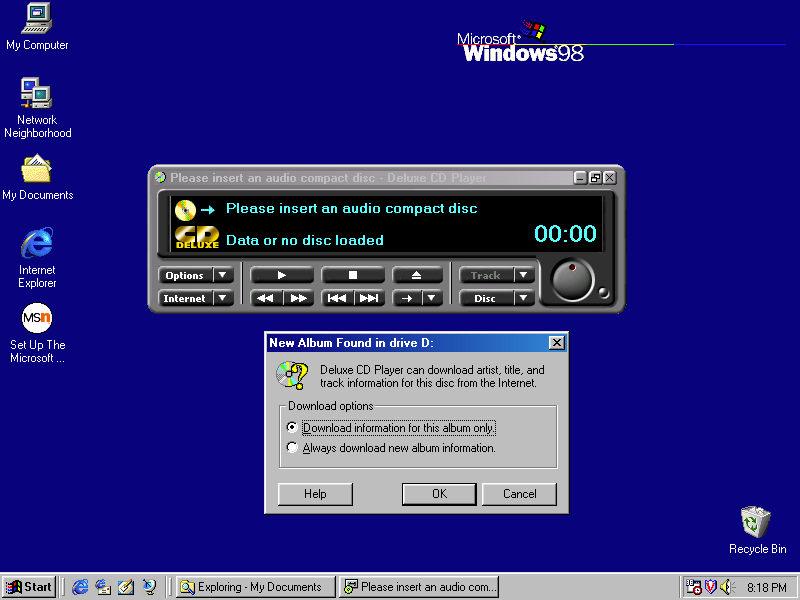 My Computer
Network
Neighborhood
My Documents
Internet
Explorer
MSN
Set Up The
Microsoft ...
Microsoft®
Windows98
Please insert an audio compact disc - Deluxe CD Player
Please insert an audio compact disc
CD
DELUXE
Data or no disc loaded
00:00
Options
Track
Internet
Disc
New Album Found in drive D:
Deluxe CD Player can download artist, title, and
track information for this disc from the Internet.
Download options
Download information for this album only.
Always download new album information.
Help
OK
Cancel
Recycle Bin
Start
Exploring - My Documents
Please insert an audio com...
8:18 PM